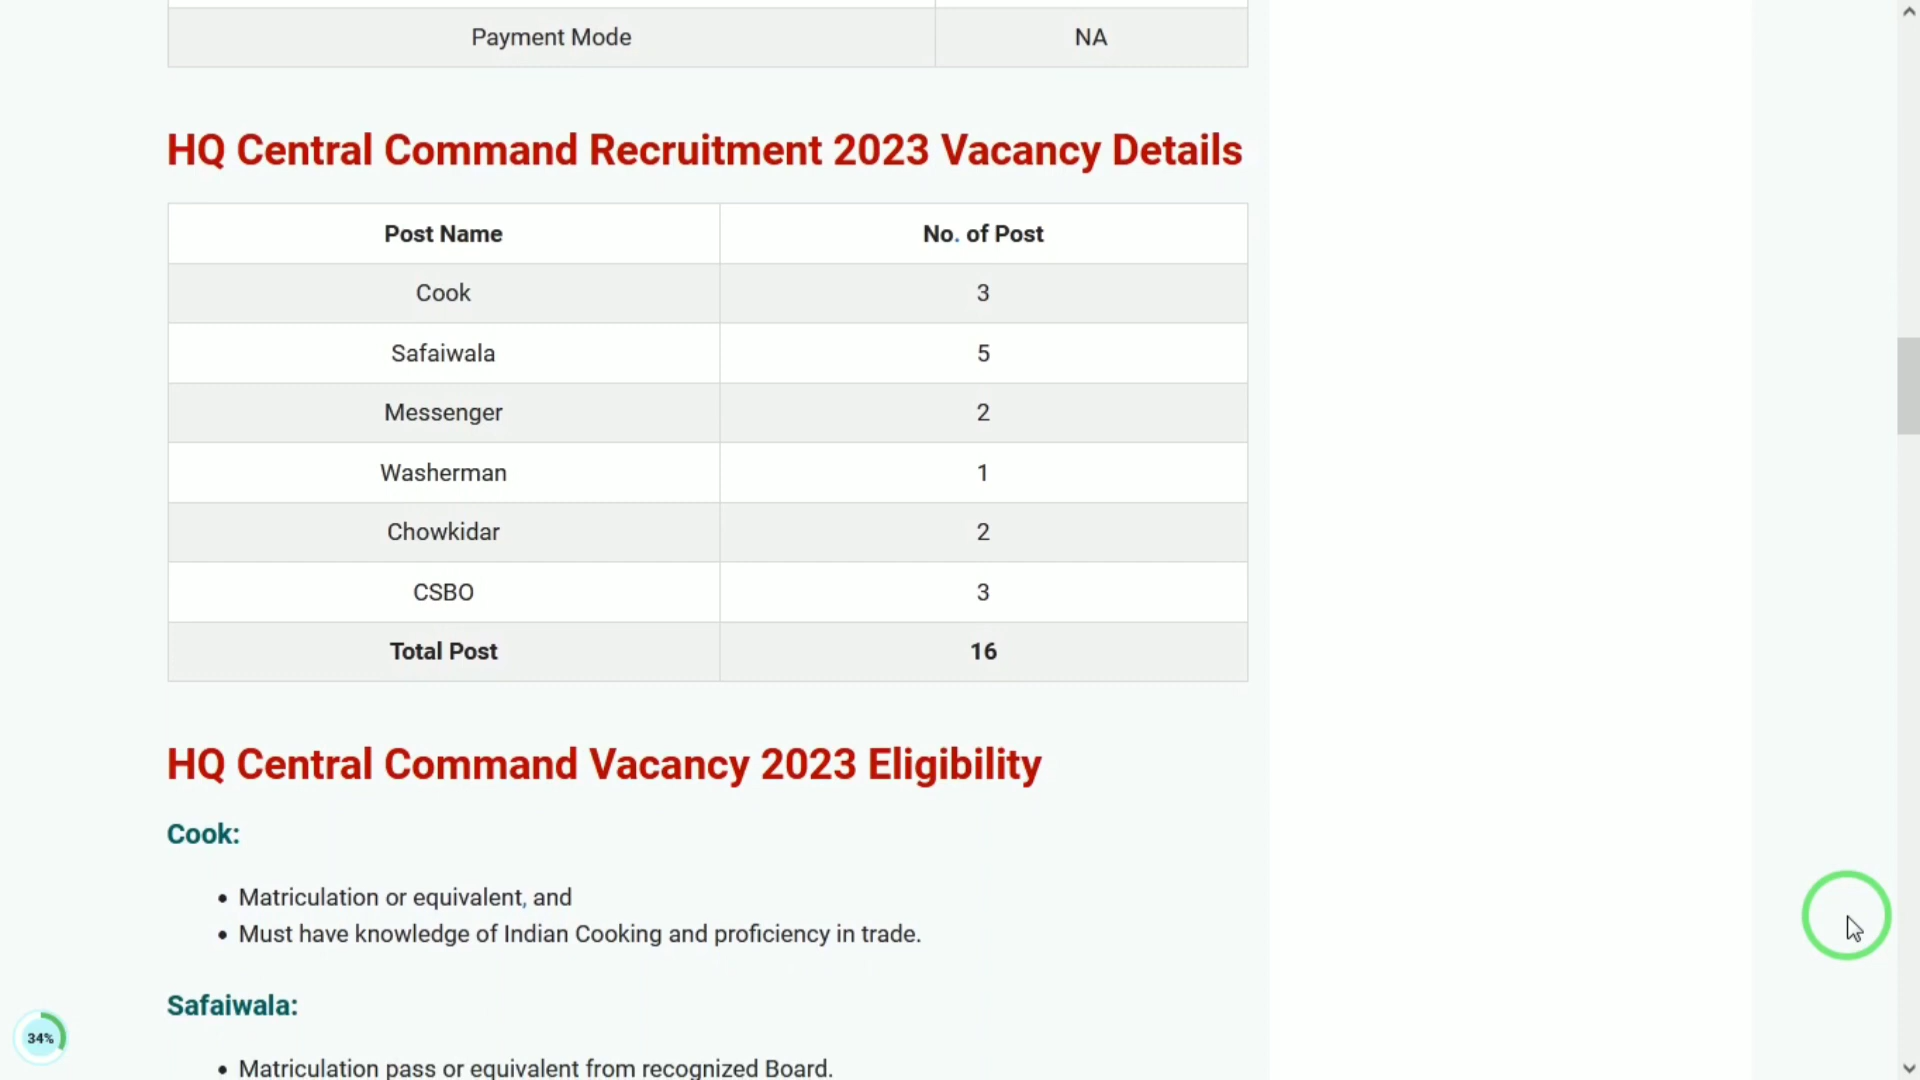 Payment Mode NA
HQ Central Command Recruitment 2023 Vacancy Details
Post Name No. of Post
Cook 3
Safaiwala 5
Messenger 2
Washerman 1
Chowkidar 2
CSBO 3
Total Post 16
HQ Central Command Vacancy 2023 Eligibility
Cook:
• Matriculation or equivalent, and
• Must have knowledge of Indian Cooking and proficiency in trade.
Safaiwala:
34%
• Matriculation pass or equivalent from recognized Board.